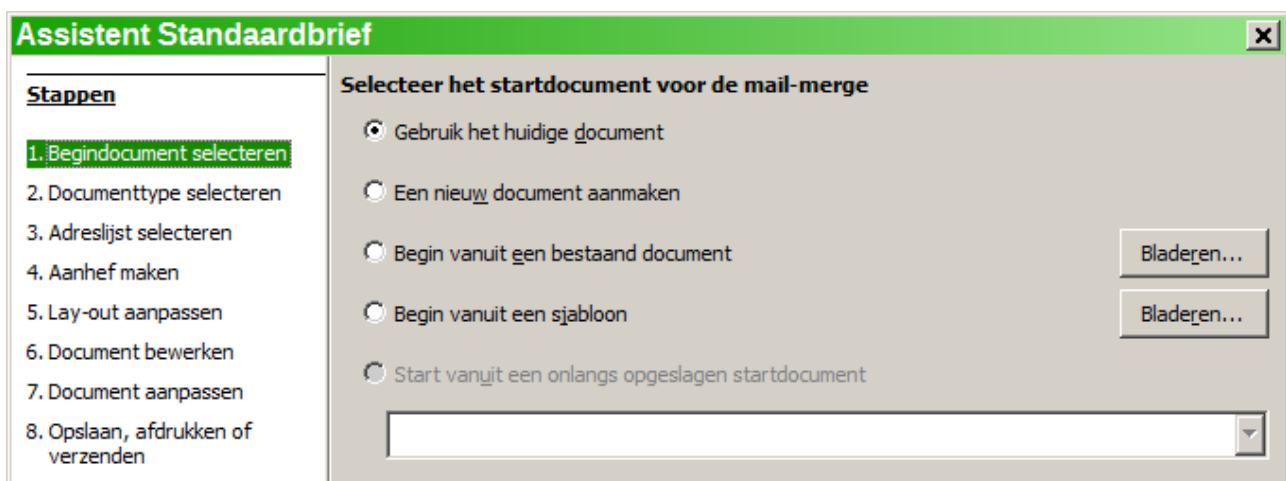 Assistent Standaardbrief
Stappen
1. Begindocument selecteren
2. Documenttype selecteren
3. Adreslijst selecteren
4. Aanhef maken
5. Lay-out aanpassen
6. Document bewerken
7. Document aanpassen
8. Opslaan, afdrukken of
verzenden
Selecteer het startdocument voor de mail-merge
Gebruik het huidige document
Een nieuw document aanmaken
Begin vanuit een bestaand document
Bladeren...
Begin vanuit een sjabloon
Bladeren...
Start vanuit een onlangs opgeslagen startdocument